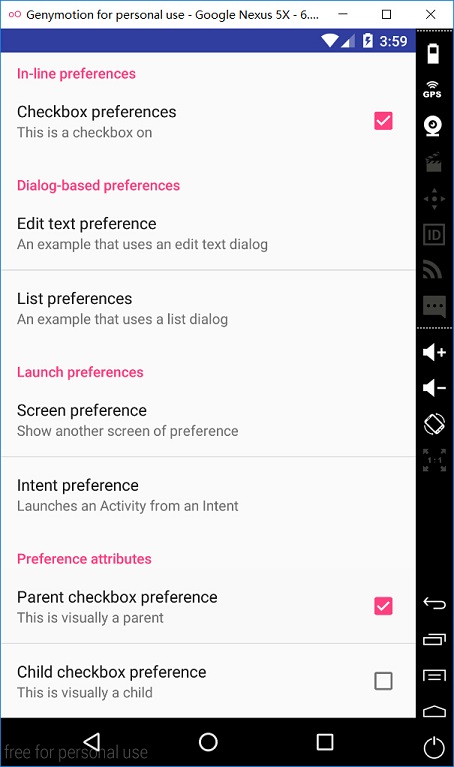 Genymotion for personal use - Google Nexus 5X - 6....
3:59
In-line preferences
Checkbox preferences
This is a checkbox on
Dialog-based preferences
Edit text preference
An example that uses an edit text dialog
List preferences
An example that uses a list dialog
Launch preferences
Screen preference
Show another screen of preference
Intent preference
Launches an Activity from an Intent
Preference attributes
Parent checkbox preference
This is visually a parent
Child checkbox preference
This is visually a child
free for personal use
GPS
ID
1:1